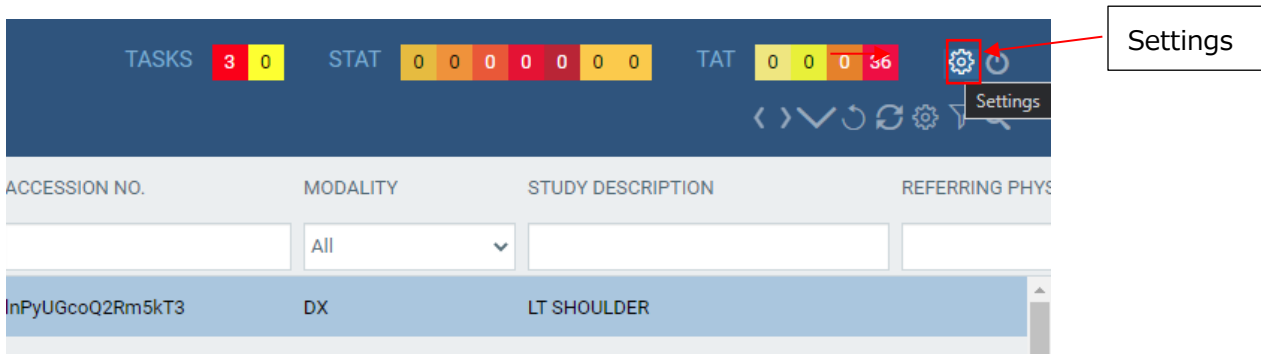 Settings
TASKS 3 0 STAT 0 0 0 0 0 0 0 TAT 0 0 0 36
Settings
ACCESSION NO. MODALITY STUDY DESCRIPTION REFERRING PHYS
All
lnPyUGcoQ2Rm5kT3 DX LT SHOULDER